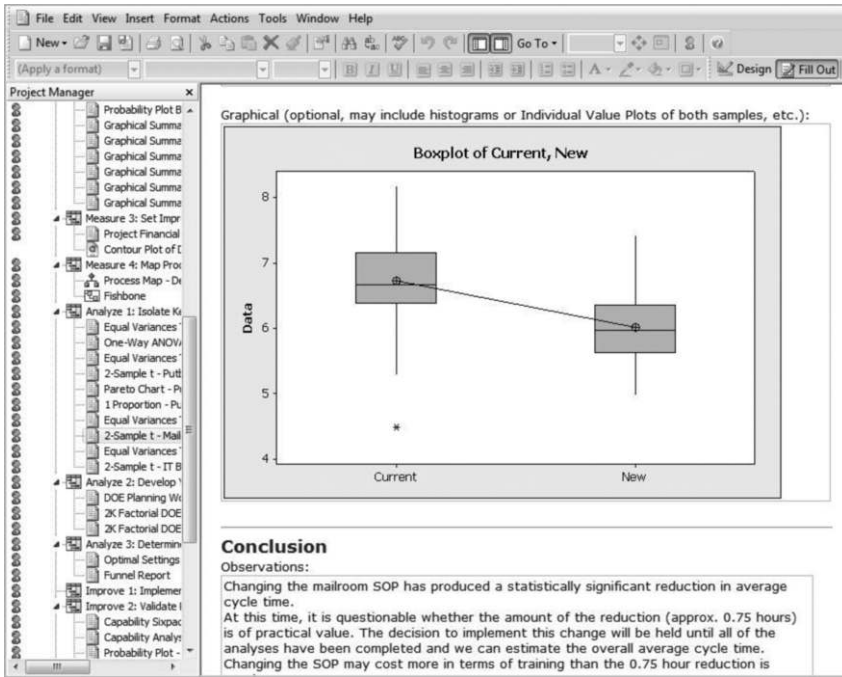 File Edit View Insert Format Actions Tools Window Help
New Go To
(Apply a format) B I U A Design Fill Out
Project Manager x
Probability Plot B
Graphical Summa
Graphical Summa
Graphical Summa
Graphical Summa
Graphical Summa
Graphical Summa
Measure 3: Set Impr
Project Financial
Contour Plot of D
Measure 4: Map Proc
Process Map - De
Fishbone
Analyze 1: Isolate Ke
Equal Variances T
One-Way ANOVA
Equal Variances T
2-Sample t - Putb
Pareto Chart - Pu
1 Proportion - Pu
Equal Variances T
2-Sample t - Mail
Equal Variances T
2-Sample t - IT B
Analyze 2: Develop Y
DOE Planning Wo
2K Factorial DOE
2K Factorial DOE
Analyze 3: Determine
Optimal Settings
Funnel Report
Improve 1: Implemen
Improve 2: Validate I
Capability Sixpac
Capability Analys
Probability Plot -
Graphical (optional, may include histograms or Individual Value Plots of both samples, etc.):
Boxplot of Current, New
8
7
6
5
4
Data
Current New
Conclusion
Observations:
Changing the mailroom SOP has produced a statistically significant reduction in average
cycle time.
At this time, it is questionable whether the amount of the reduction (approx. 0.75 hours)
is of practical value. The decision to implement this change will be held until all of the
analyses have been completed and we can estimate the overall average cycle time.
Changing the SOP may cost more in terms of training than the 0.75 hour reduction is